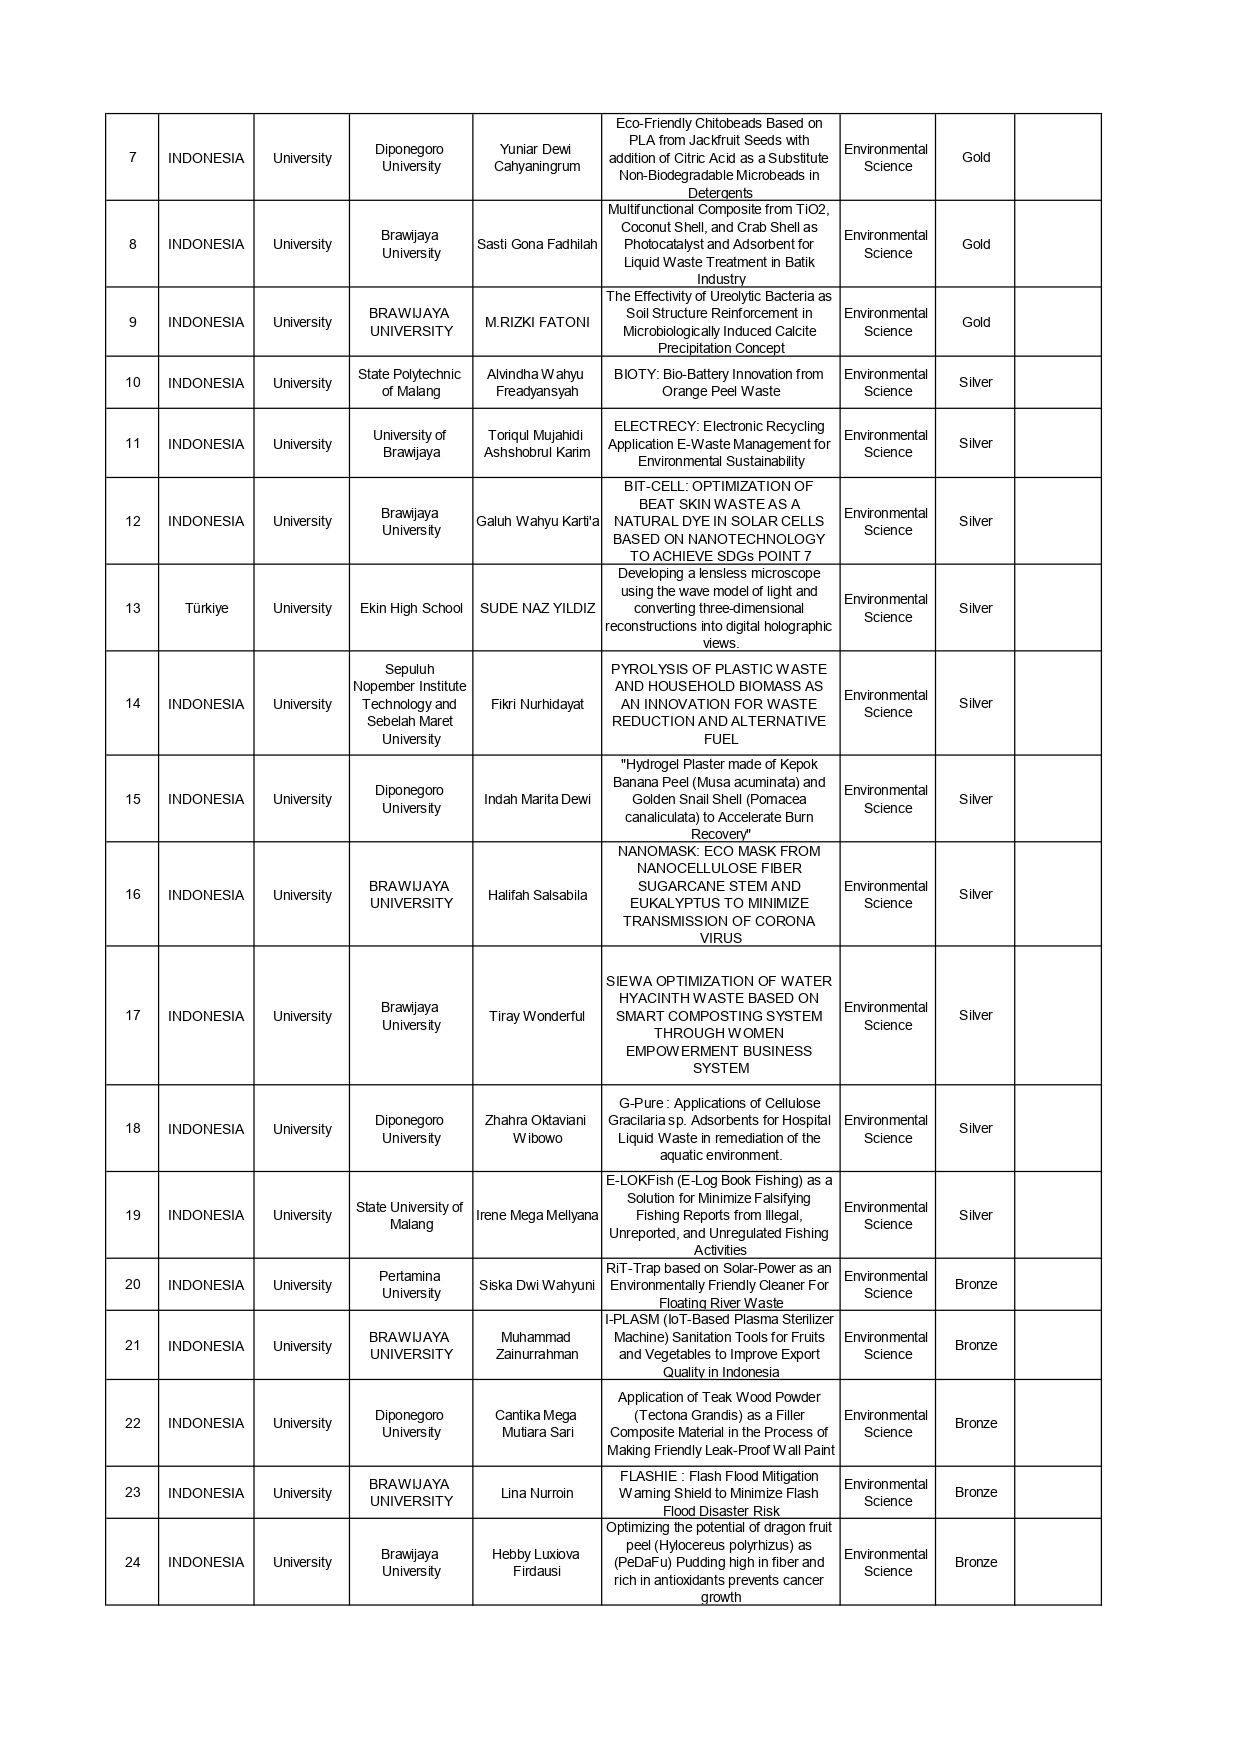 7
INDONESIA
University
Diponegoro
University
Yuniar Dewi
Cahyaningrum
Eco-Friendly Chitobeads Based on
PLA from Jackfruit Seeds with
addition of Citric Acid as a Substitute
Non-Biodegradable Microbeads in
Detergents
Environmental
Science
Gold
8
INDONESIA
University
Brawijaya
University
Sasti Gona Fadhilah
Multifunctional Composite from TiO2,
Coconut Shell, and Crab Shell as
Photocatalyst and Adsorbent for
Liquid Waste Treatment in Batik
Industry
Environmental
Science
Gold
9
INDONESIA
University
BRAWIJAYA
UNIVERSITY
M.RIZKI FATONI
The Effectivity of Ureolytic Bacteria as
Soil Structure Reinforcement in
Microbiologically Induced Calcite
Precipitation Concept
Environmental
Science
Gold
10
INDONESIA
University
State Polytechnic
of Malang
Alvindha Wahyu
Freadyansyah
BIOTY: Bio-Battery Innovation from
Orange Peel Waste
Environmental
Science
Silver
11
INDONESIA
University
University of
Brawijaya
Toriqul Mujahidi
Ashshobrul Karim
ELECTRECY: Electronic Recycling
Application E-Waste Management for
Environmental Sustainability
Environmental
Science
Silver
12
INDONESIA
University
Brawijaya
University
Galuh Wahyu Karti'a
BIT-CELL: OPTIMIZATION OF
BEAT SKIN WASTE AS A
NATURAL DYE IN SOLAR CELLS
BASED ON NANOTECHNOLOGY
TO ACHIEVE SDGs POINT 7
Environmental
Science
Silver
13
Türkiye
University
Ekin High School
SUDE NAZ YILDIZ
Developing a lensless microscope
using the wave model of light and
converting three-dimensional
reconstructions into digital holographic
views.
Environmental
Science
Silver
14
INDONESIA
University
Sepuluh
Nopember Institute
Technology and
Sebelah Maret
University
Fikri Nurhidayat
PYROLYSIS OF PLASTIC WASTE
AND HOUSEHOLD BIOMASS AS
AN INNOVATION FOR WASTE
REDUCTION AND ALTERNATIVE
FUEL
Environmental
Science
Silver
15
INDONESIA
University
Diponegoro
University
Indah Marita Dewi
"Hydrogel Plaster made of Kepok
Banana Peel (Musa acuminata) and
Golden Snail Shell (Pomacea
canaliculata) to Accelerate Burn
Recovery"
Environmental
Science
Silver
16
INDONESIA
University
BRAWIJAYA
UNIVERSITY
Halifah Salsabila
NANOMASK: ECO MASK FROM
NANOCELLULOSE FIBER
SUGARCANE STEM AND
EUKALYPTUS TO MINIMIZE
TRANSMISSION OF CORONA
VIRUS
Environmental
Science
Silver
17
INDONESIA
University
Brawijaya
University
Tiray Wonderful
SIEWA OPTIMIZATION OF WATER
HYACINTH WASTE BASED ON
SMART COMPOSTING SYSTEM
THROUGH WOMEN
EMPOWERMENT BUSINESS
SYSTEM
Environmental
Science
Silver
18
INDONESIA
University
Diponegoro
University
Zhahra Oktaviani
Wibowo
G-Pure : Applications of Cellulose
Gracilaria sp. Adsorbents for Hospital
Liquid Waste in remediation of the
aquatic environment.
Environmental
Science
Silver
19
INDONESIA
University
State University of
Malang
Irene Mega Mellyana
E-LOKFish (E-Log Book Fishing) as a
Solution for Minimize Falsifying
Fishing Reports from Illegal,
Unreported, and Unregulated Fishing
Activities
Environmental
Science
Silver
20
INDONESIA
University
Pertamina
University
Siska Dwi Wahyuni
RiT-Trap based on Solar-Power as an
Environmentally Friendly Cleaner For
Floating River Waste
Environmental
Science
Bronze
21
INDONESIA
University
BRAWIJAYA
UNIVERSITY
Muhammad
Zainurrahman
I-PLASM (IoT-Based Plasma Sterilizer
Machine) Sanitation Tools for Fruits
and Vegetables to Improve Export
Quality in Indonesia
Environmental
Science
Bronze
22
INDONESIA
University
Diponegoro
University
Cantika Mega
Mutiara Sari
Application of Teak Wood Powder
(Tectona Grandis) as a Filler
Composite Material in the Process of
Making Friendly Leak-Proof Wall Paint
Environmental
Science
Bronze
23
INDONESIA
University
BRAWIJAYA
UNIVERSITY
Lina Nurroin
FLASHIE : Flash Flood Mitigation
Warning Shield to Minimize Flash
Flood Disaster Risk
Environmental
Science
Bronze
24
INDONESIA
University
Brawijaya
University
Hebby Luxiova
Firdausi
Optimizing the potential of dragon fruit
peel (Hylocereus polyrhizus) as
(PeDaFu) Pudding high in fiber and
rich in antioxidants prevents cancer
growth
Environmental
Science
Bronze